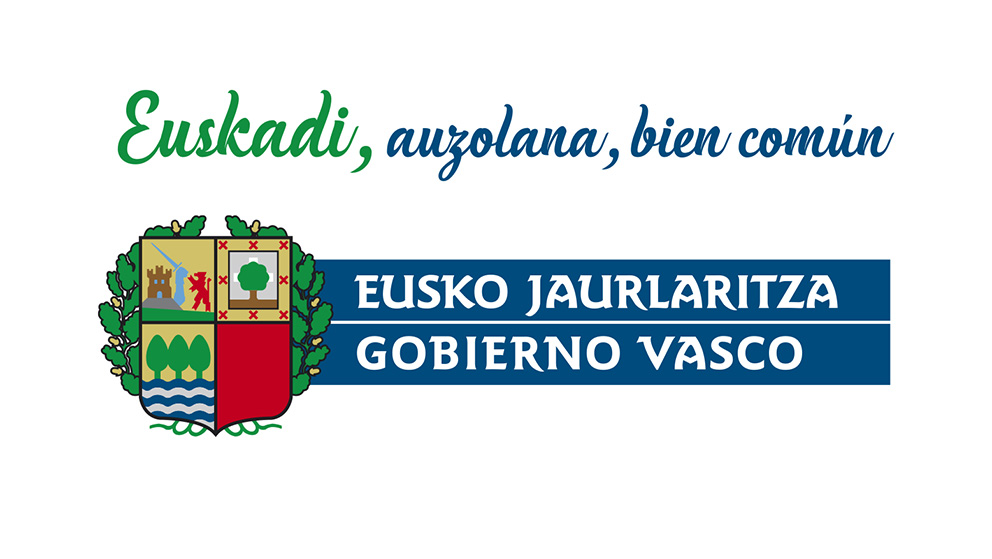 Euskadi, auzolana, bien común
EUSKO JAURLARITZA
GOBIERNO VASCO